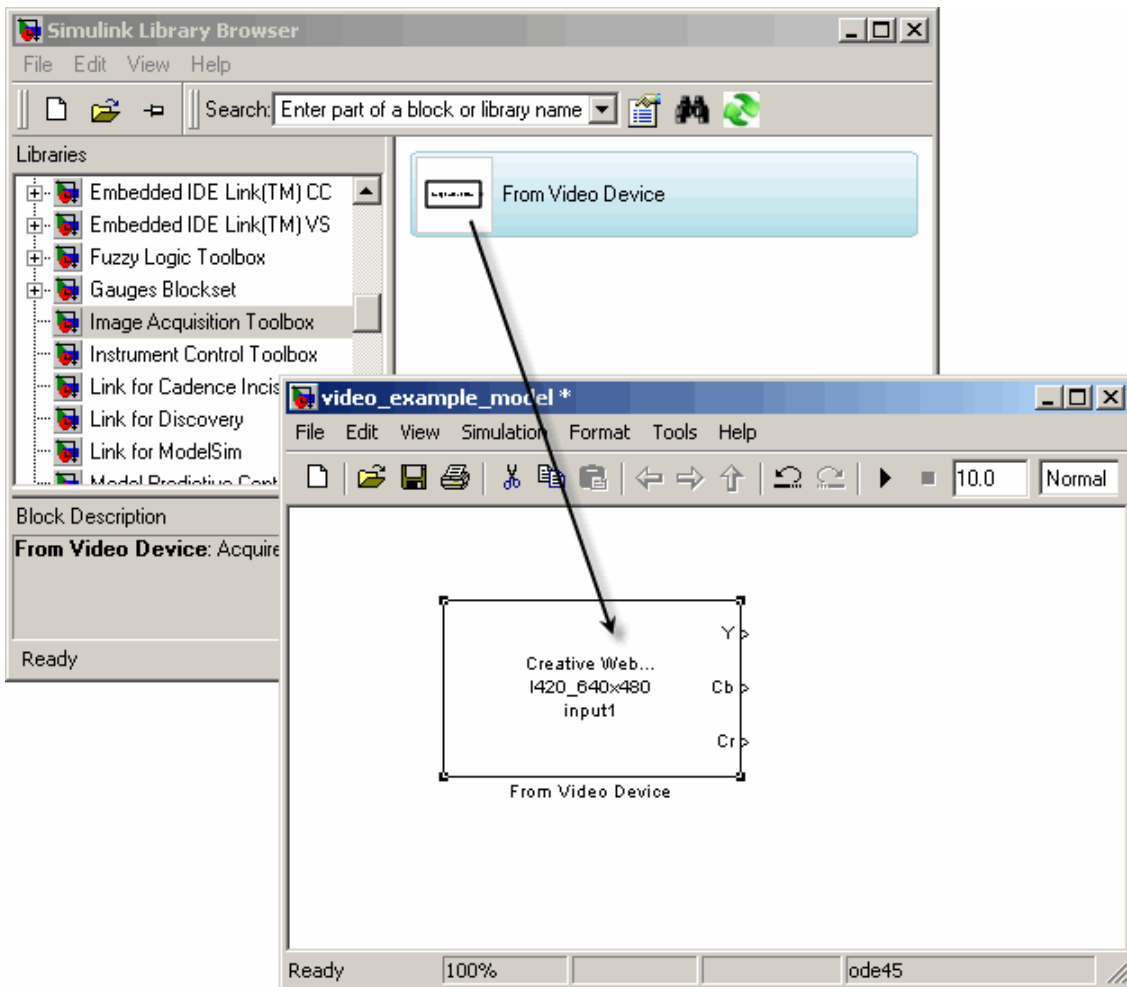 Simulink Library Browser
File Edit View Help
Search: Enter part of a block or library name
Libraries
Embedded IDE Link(TM) CC
Embedded IDE Link(TM) VS
Fuzzy Logic Toolbox
Gauges Blockset
Image Acquisition Toolbox
Instrument Control Toolbox
Link for Cadence Incis
Link for Discovery
Link for ModelSim
Model Predictive Cont
From Video Device
Block Description
From Video Device: Acquire
Ready
video_example_model *
File Edit View Simulation Format Tools Help
10.0 Normal
Creative Web...
I420_640x480
input1
Y
Cb
Cr
From Video Device
Ready 100% ode45